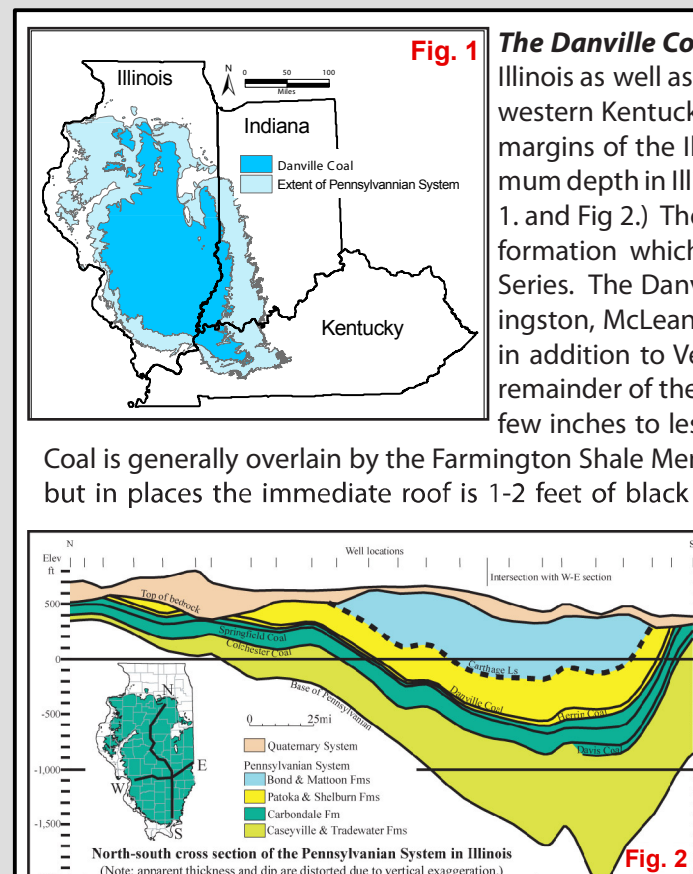 Fig. 1
N
0 50 100
Miles
Illinois
Indiana
Danville Coal
Extent of Pennsylvannian System
Kentucky
The Danville Co
Illinois as well as
western Kentuck
margins of the Il
mum depth in Ill
1. and Fig 2.) The
formation which
Series. The Danv
ingston, McLean
in addition to Ve
remainder of the
few inches to les
Coal is generally overlain by the Farmington Shale Mer
but in places the immediate roof is 1-2 feet of black
N
Well locations
S
Elev
ft
Intersection with W-E section
500
0
-500
-1,000
-1,500
Top of bedrock
Springfield Coal
Colchester Coal
Base of Pennsylvanian
Carthage Ls.
Danville Coal
Herrin Coal
Davis Coal
N
E
W
S
0 25mi
Quaternary System
Pennsylvanian System
Bond & Mattoon Fms
Patoka & Shelburn Fms
Carbondale Fm
Caseyville & Tradewater Fms
North-south cross section of the Pennsylvanian System in Illinois
(Note: apparent thickness and dip are distorted due to vertical exaggeration.)
Fig. 2